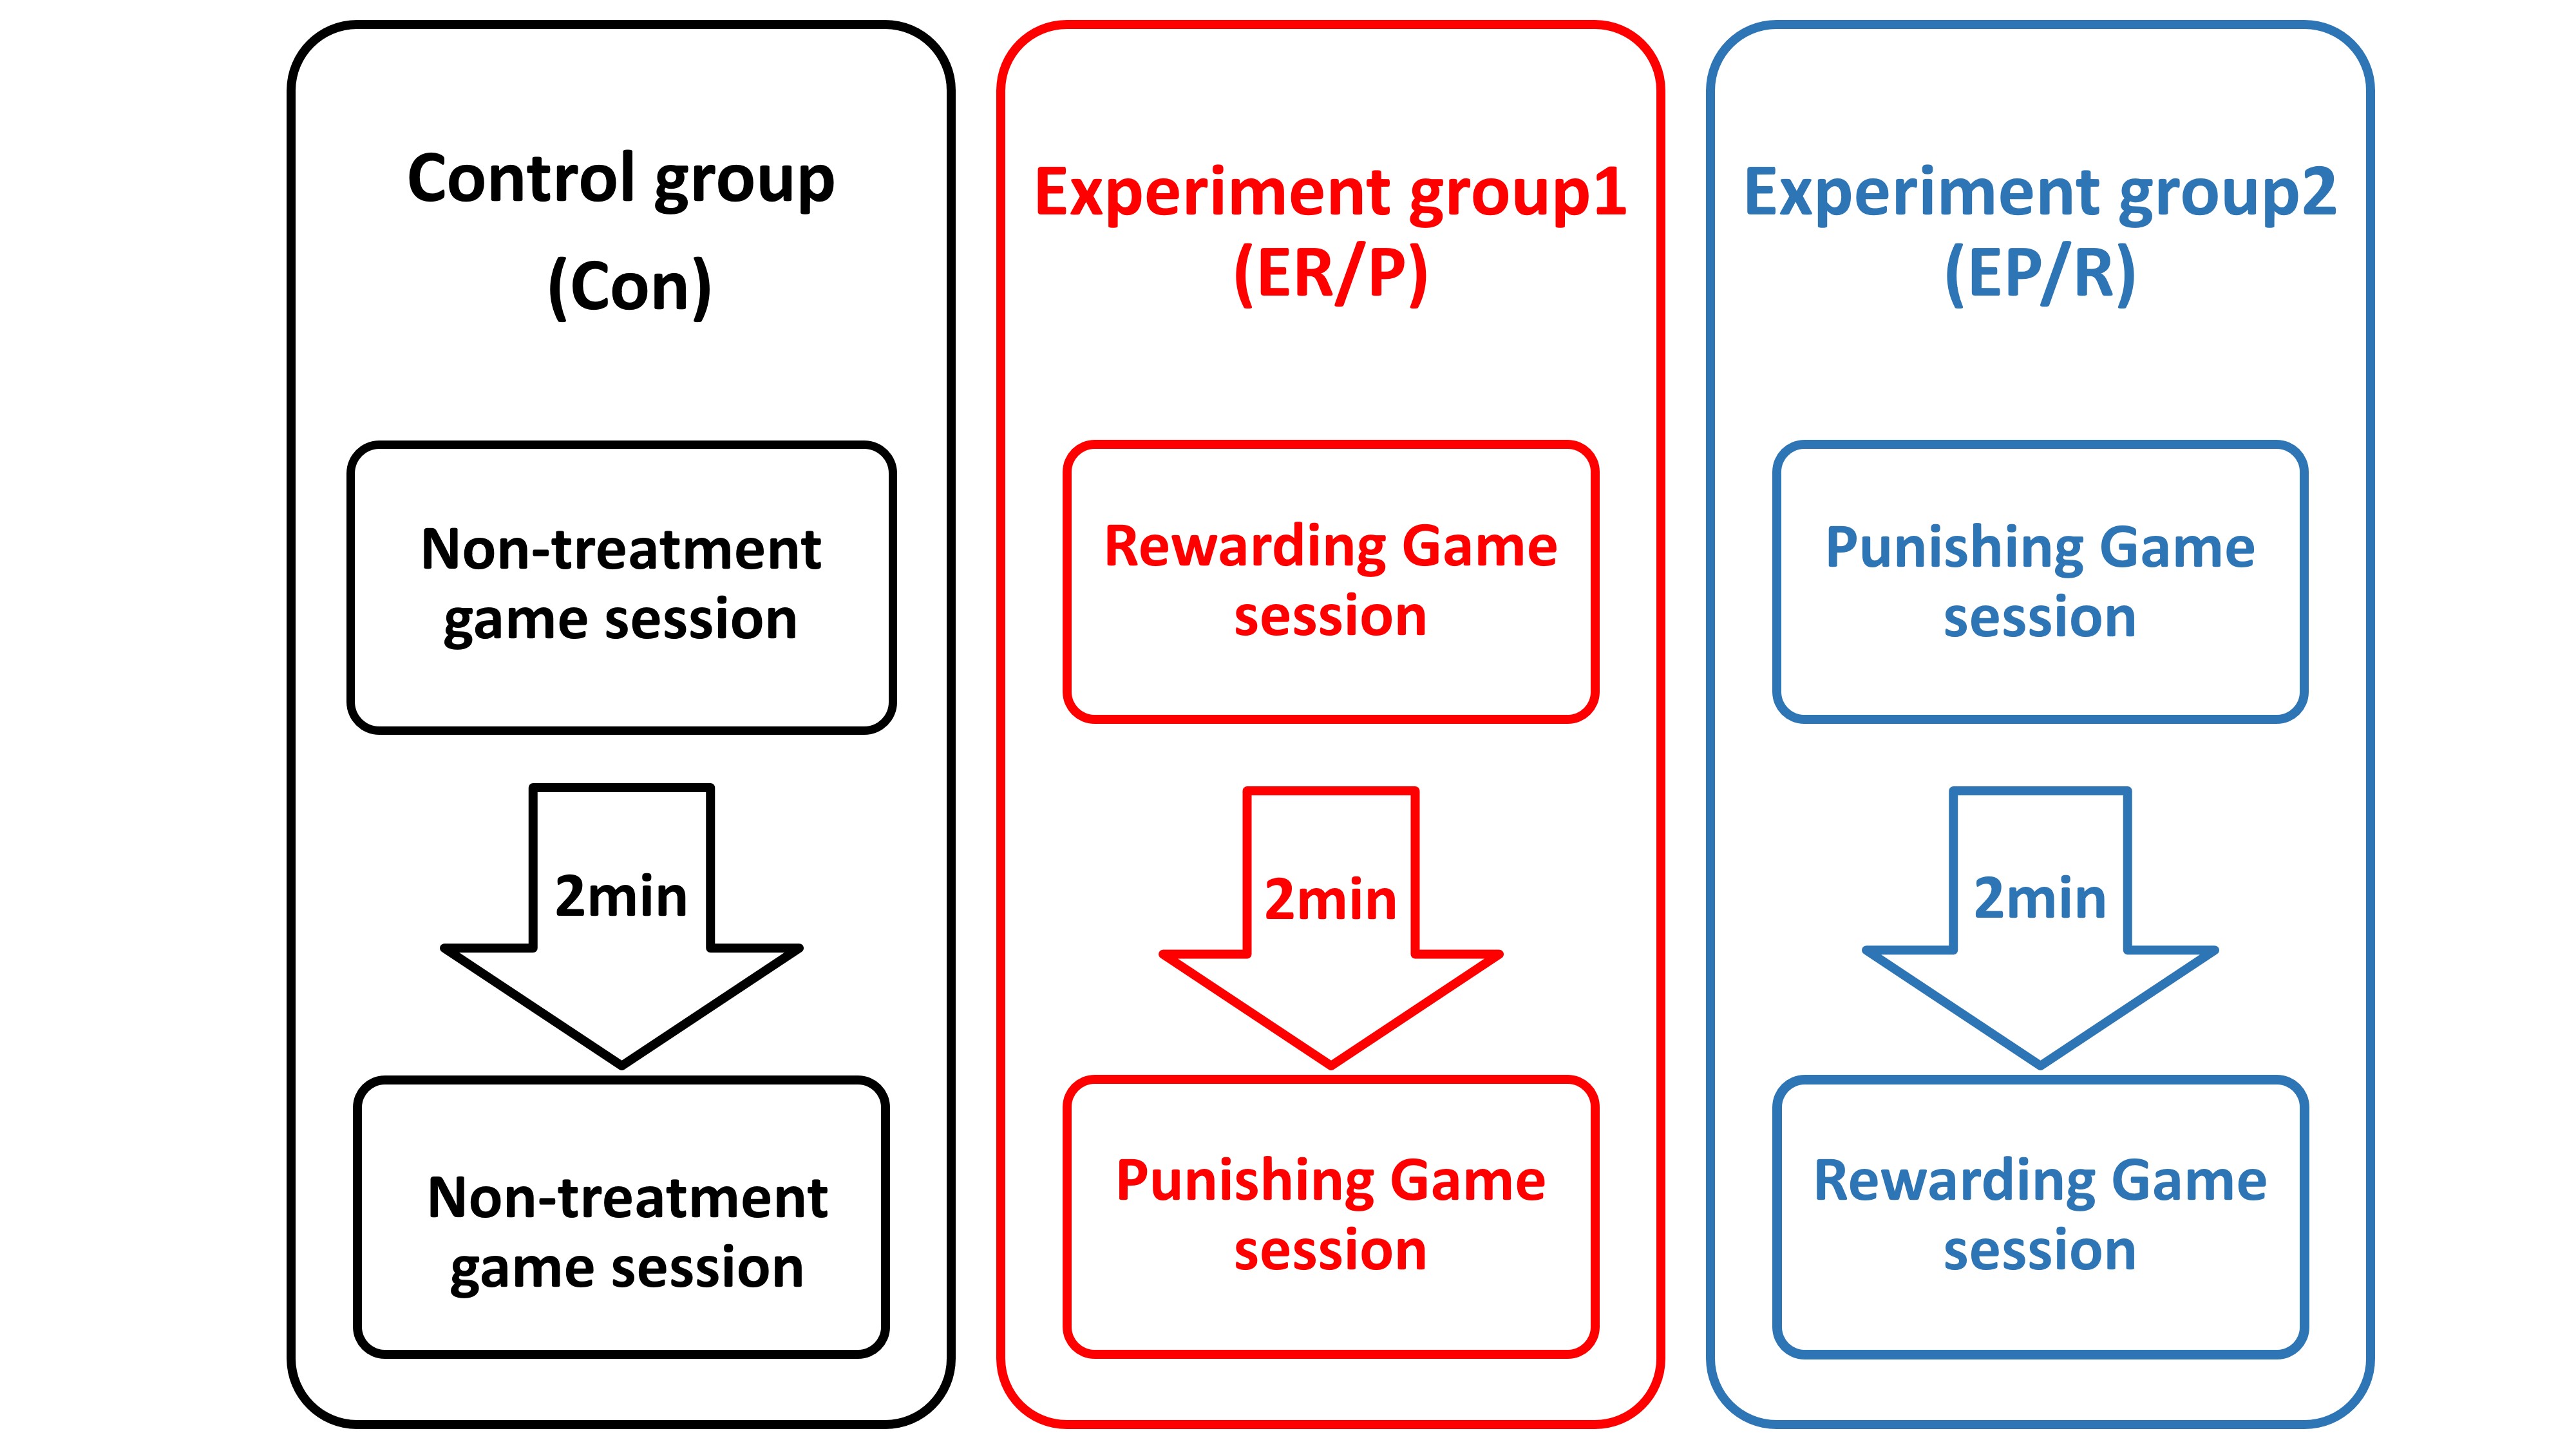 Control group
(Con)
Non-treatment
game session
2min
Non-treatment
game session
Experiment group1
(ER/P)
Rewarding Game
session
2min
Punishing Game
session
Experiment group2
(EP/R)
Punishing Game
session
2min
Rewarding Game
session